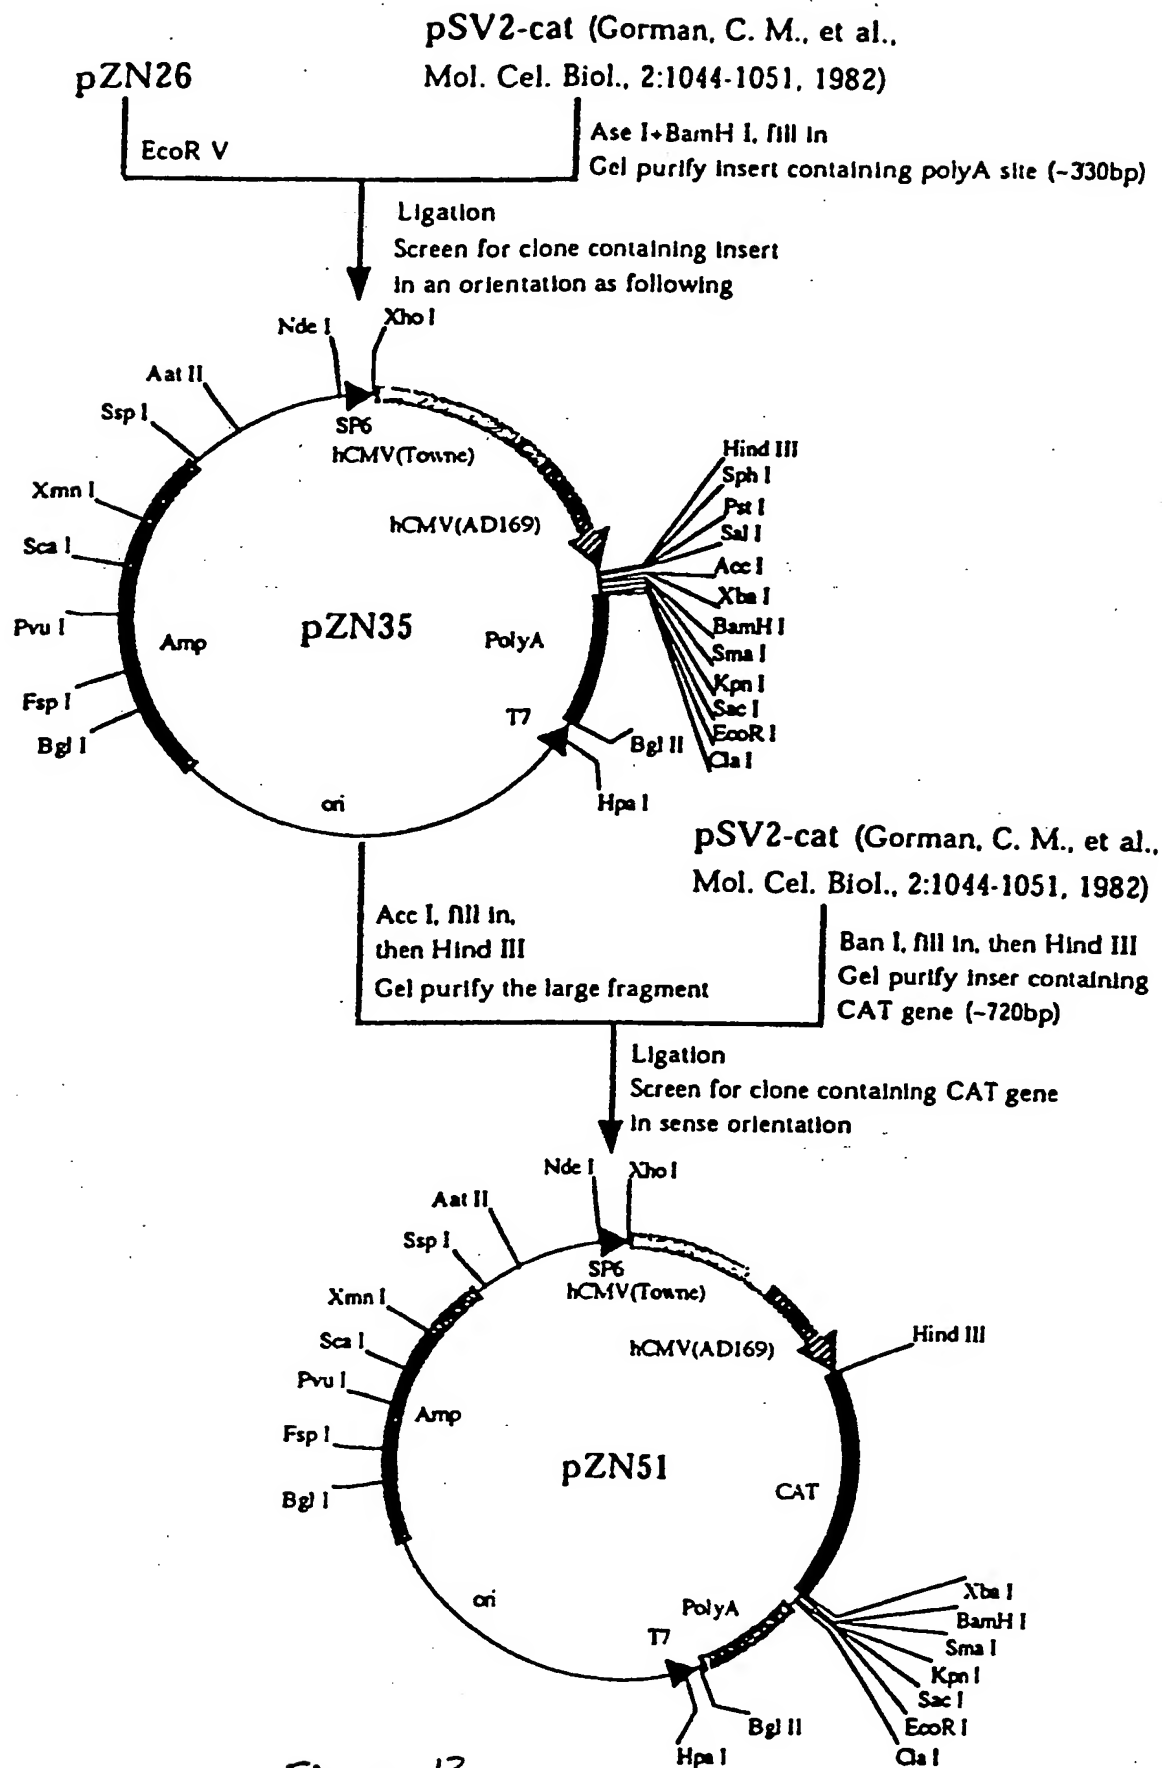 pSV2-cat (Gorman, C. M., et al.,
Mol. Cel. Biol., 2:1044-1051, 1982)
pZN26
EcoR V
Ase I+BamH I, fill in
Gel purify insert containing polyA site (~330bp)
Ligation
Screen for clone containing insert
in an orientation as following
Nde I
Xho I
Aat II
Ssp I
Xmn I
Sca I
Pvu I
Fsp I
Bgl I
SP6
hCMV(Towne)
hCMV(AD169)
Amp
pZN35
PolyA
T7
ori
Hind III
Sph I
Pst I
Sal I
Acc I
Xba I
BamH I
Sma I
Kpn I
Sac I
EcoR I
Cla I
Bgl II
Hpa I
pSV2-cat (Gorman, C. M., et al.,
Mol. Cel. Biol., 2:1044-1051, 1982)
Acc I, fill in,
then Hind III
Gel purify the large fragment
Ban I, fill in, then Hind III
Gel purify inser containing
CAT gene (~720bp)
Ligation
Screen for clone containing CAT gene
in sense orientation
Nde I
Xho I
Aat II
Ssp I
Xmn I
Sca I
Pvu I
Fsp I
Bgl I
SP6
hCMV(Towne)
hCMV(AD169)
Hind III
Amp
pZN51
CAT
ori
PolyA
T7
Xba I
BamH I
Sma I
Kpn I
Sac I
EcoR I
Cla I
Bgl II
Hpa I